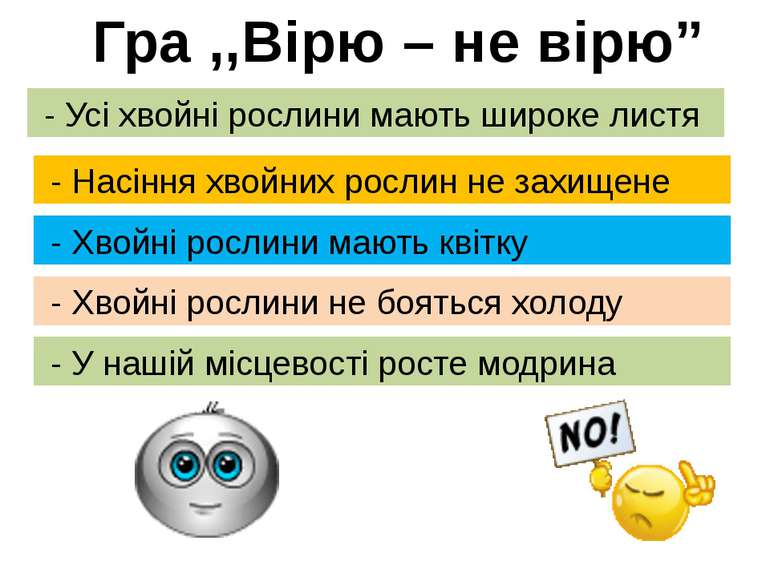 Гра ,,Вірю – не вірю”
- Усі хвойні рослини мають широке листя
- Насіння хвойних рослин не захищене
- Хвойні рослини мають квітку
- Хвойні рослини не бояться холоду
- У нашій місцевості росте модрина
NO!